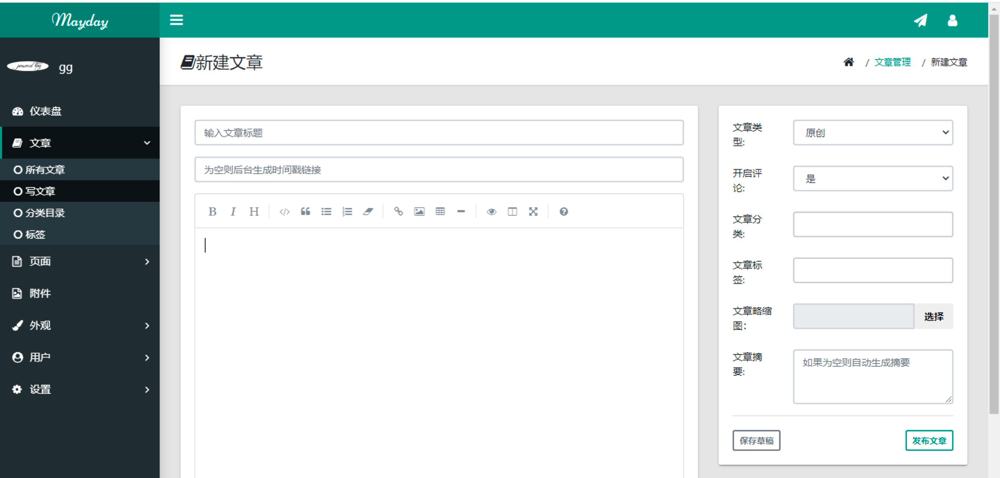 Mayday
gg
仪表盘
文章
所有文章
写文章
分类目录
标签
页面
附件
外观
用户
设置
新建文章
/ 文章管理 / 新建文章
输入文章标题
为空则后台生成时间戳链接
B I H
文章类
型:
原创
开启评
论:
是
文章分
类:
文章标
签:
文章略缩
图：
选择
文章摘
要:
如果为空则自动生成摘要
保存草稿
发布文章